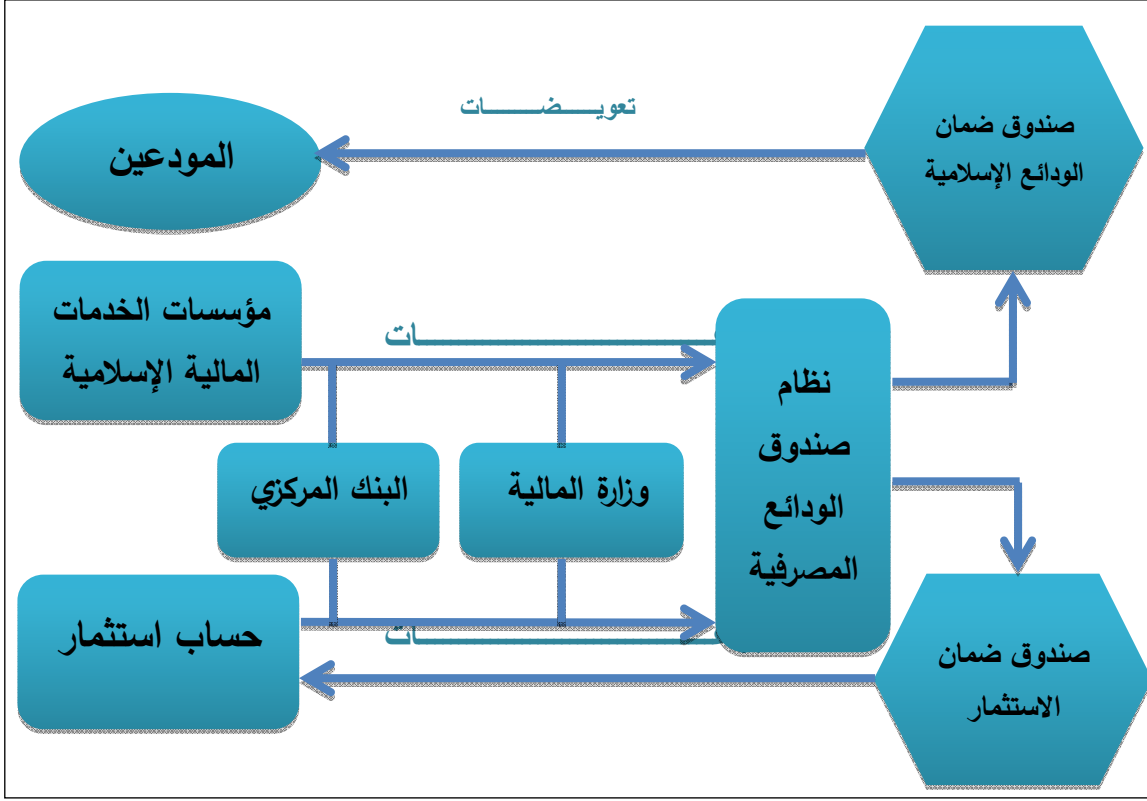 تعويـــــضـــــــــات
صندوق ضمان
الودائع الإسلامية
المودعين
مؤسسات الخدمات
المالية الإسلامية
نظام
صندوق
الودائع
المصرفية
البنك المركزي
وزارة المالية
حساب استثمار
صندوق ضمان
الاستثمار